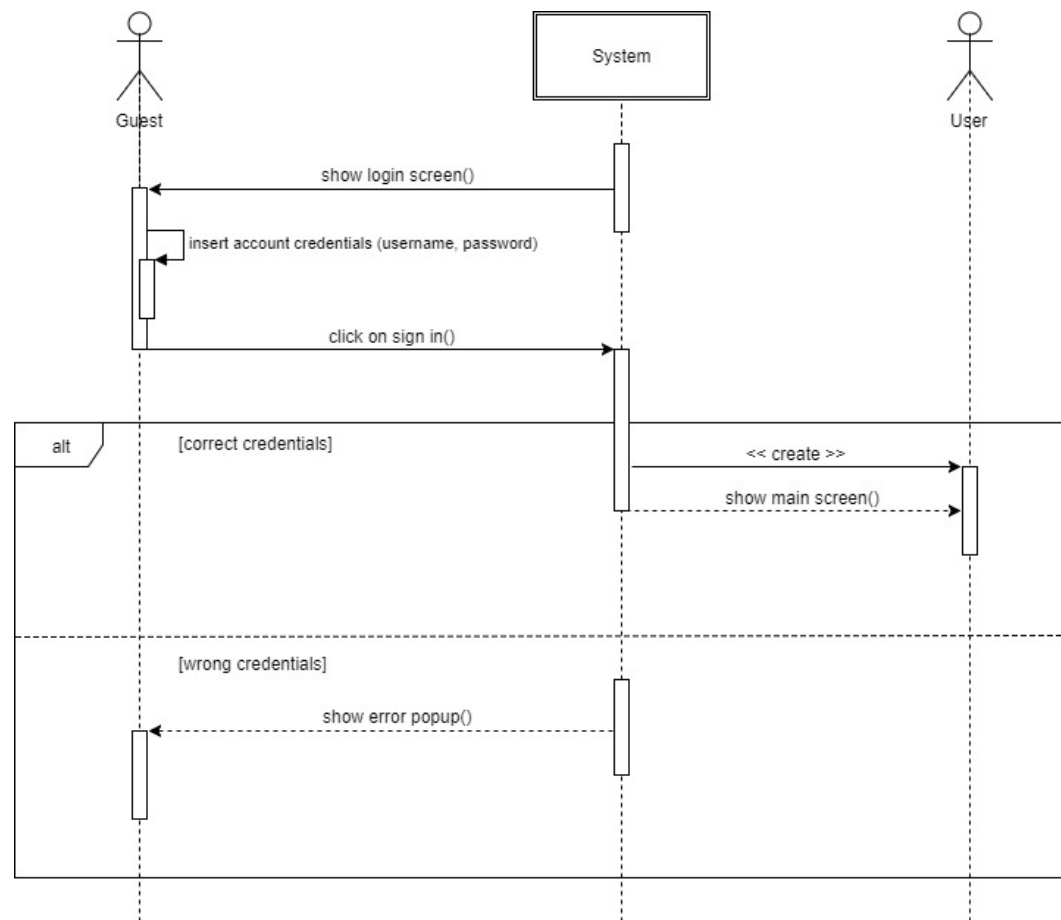 Guest
System
User
show login screen()
insert account credentials (username, password)
click on sign in()
alt
[correct credentials]
<< create >>
show main screen()
[wrong credentials]
show error popup()